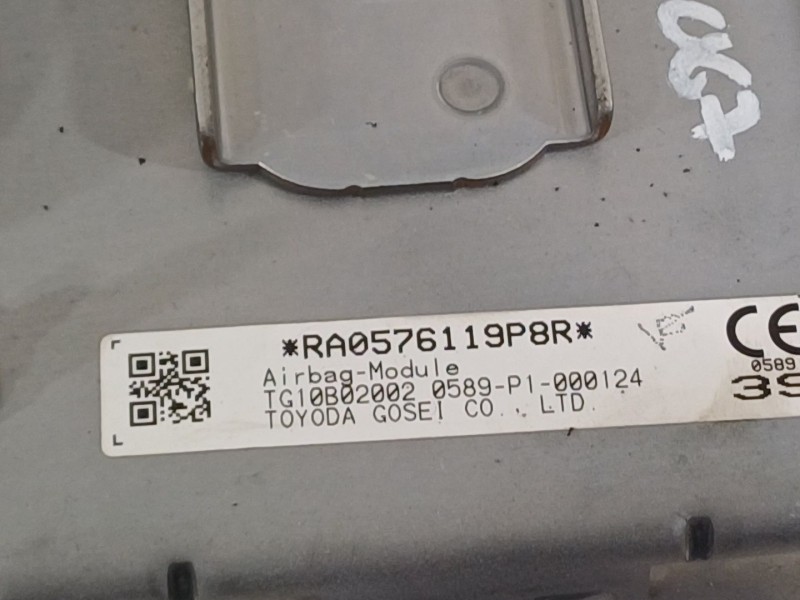 *RA0576119P8R*
Airbag-Module
TG10B02002 0589-P1-000124
TOYODA GOSEI CO., LTD.
CE
0589